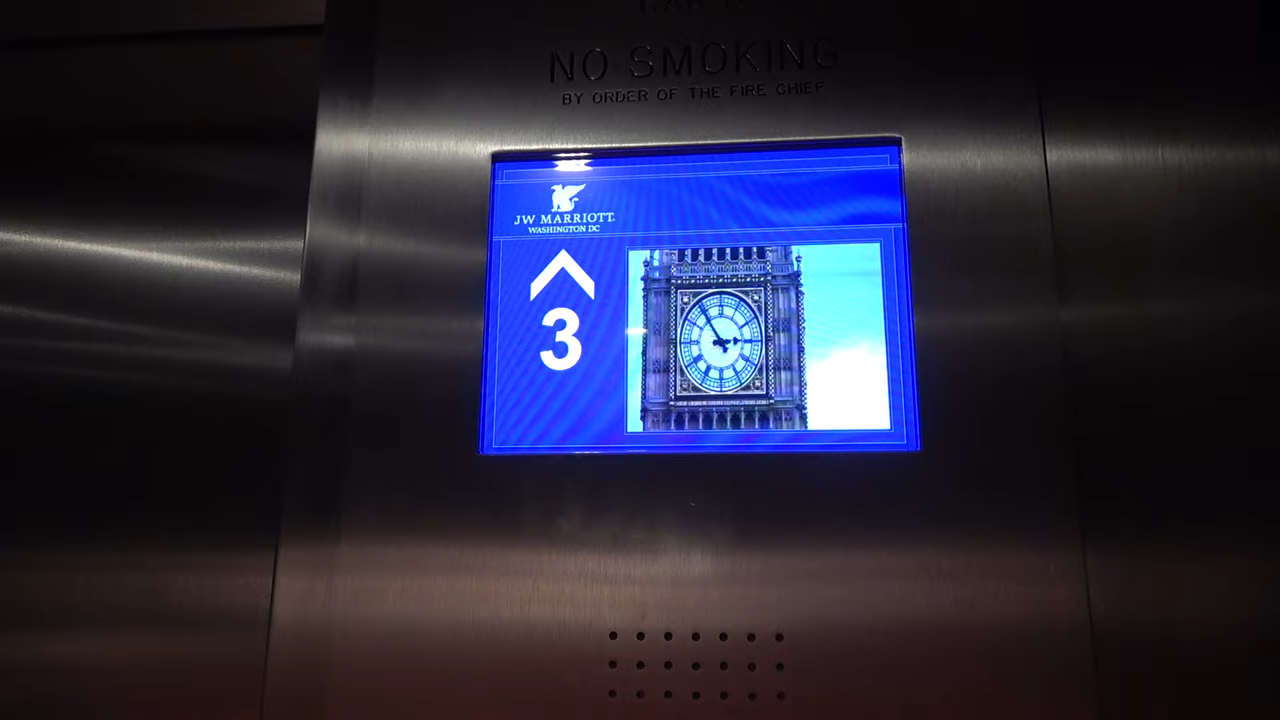 NO SMOKING
BY ORDER OF THE FIRE CHIEF
JW MARRIOTT
WASHINGTON DC
3